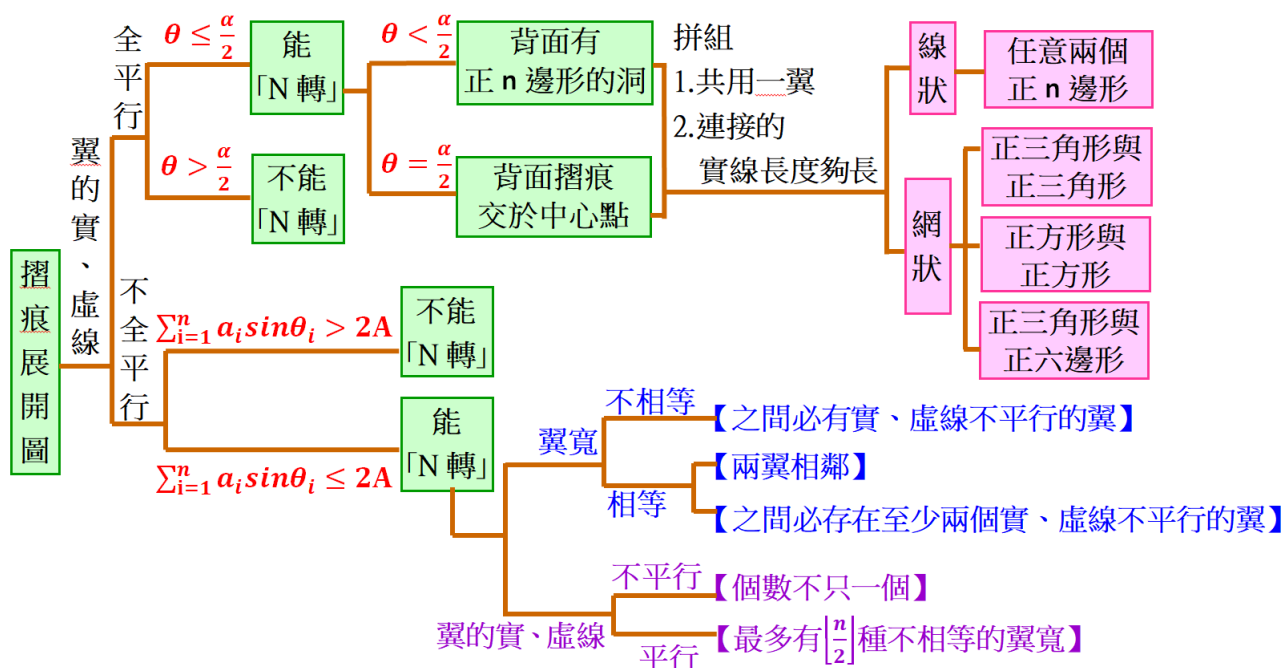 摺痕展開圖
翼的實、虛線
全平行
θ ≤ α/2
能
「N 轉」
θ < α/2
背面有
正 n 邊形的洞
θ = α/2
背面摺痕
交於中心點
θ > α/2
不能
「N 轉」
拼組
1.共用一翼
2.連接的
實線長度夠長
線狀
任意兩個
正 n 邊形
網狀
正三角形與
正三角形
正方形與
正方形
正三角形與
正六邊形
不全平行
∑ᵢ₌₁ⁿ aᵢsinθᵢ > 2A
不能
「N 轉」
∑ᵢ₌₁ⁿ aᵢsinθᵢ ≤ 2A
能
「N 轉」
翼寬
不相等
【之間必有實、虛線不平行的翼】
相等
【兩翼相鄰】
【之間必存在至少兩個實、虛線不平行的翼】
翼的實、虛線
不平行
【個數不只一個】
平行
【最多有⌊n/2⌋種不相等的翼寬】